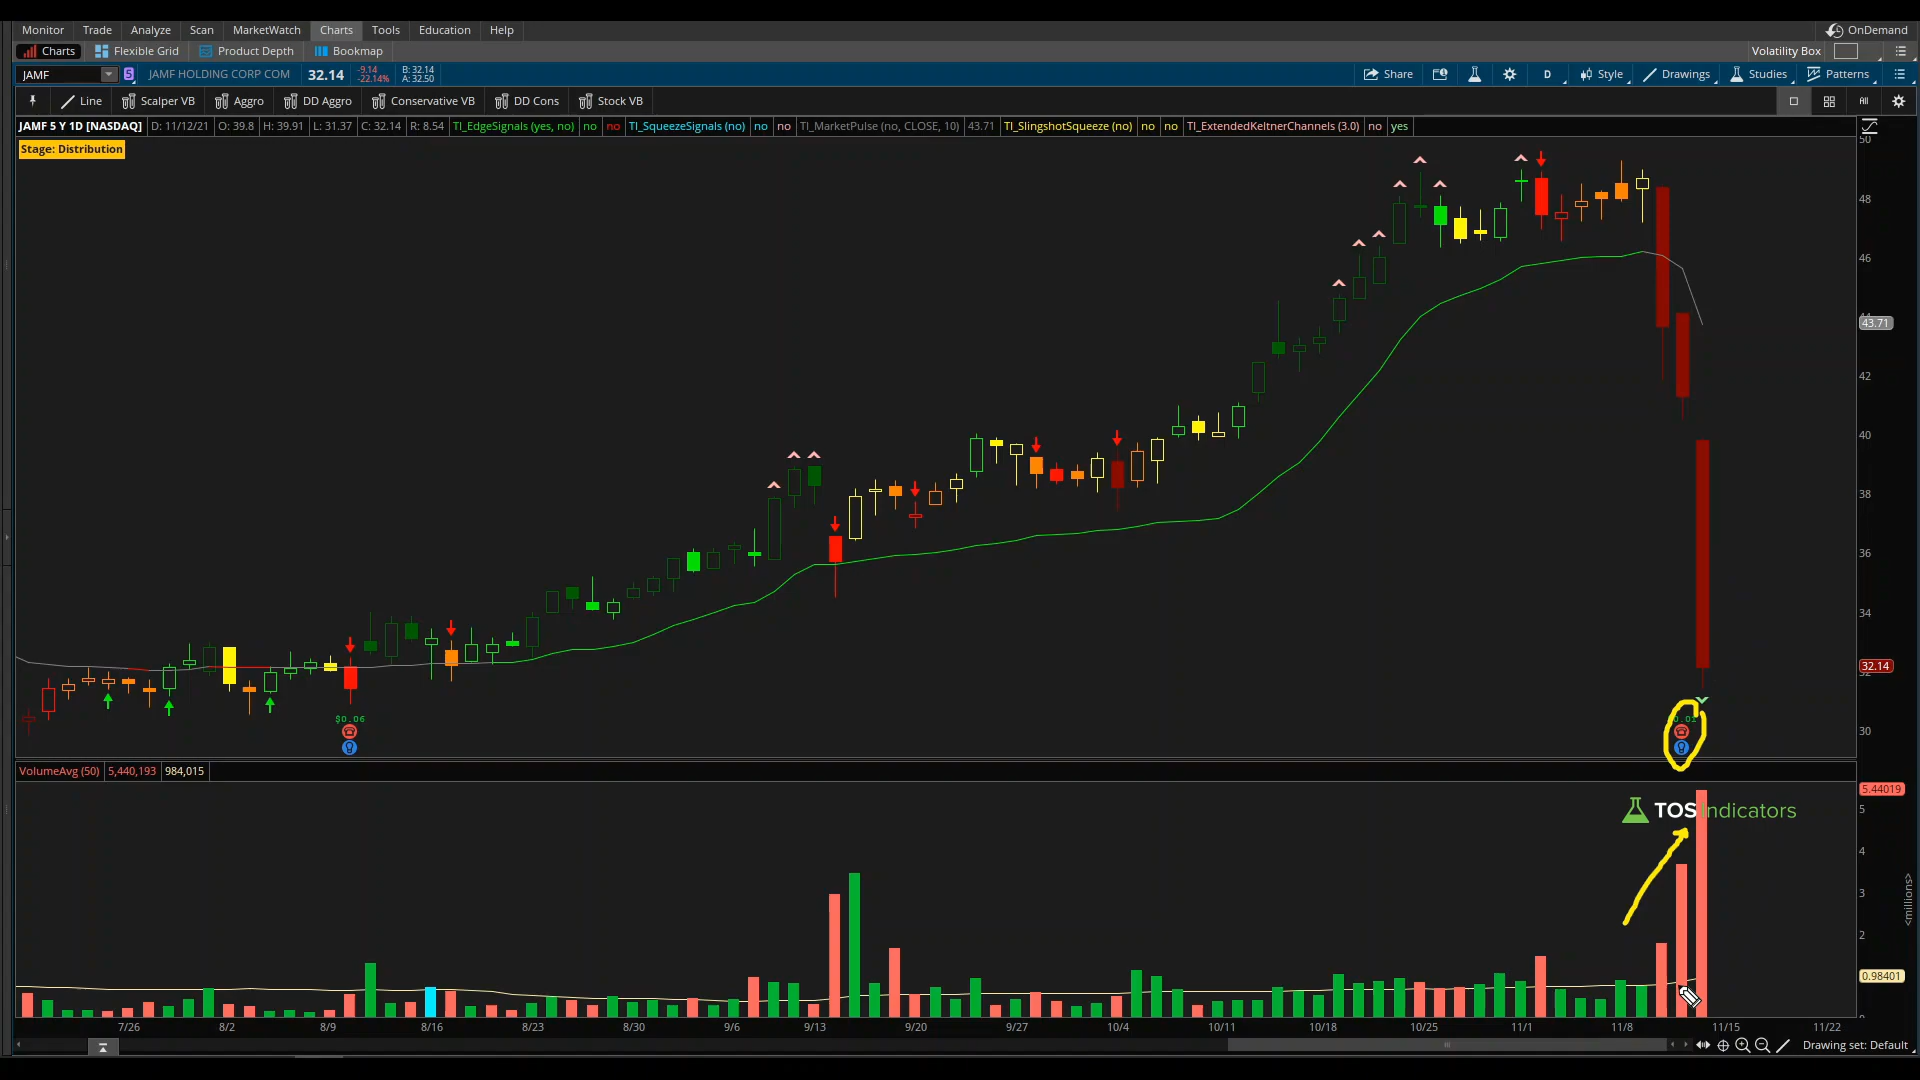 Monitor Trade Analyze Scan MarketWatch Charts Tools Education Help OnDemand
Charts Flexible Grid Product Depth Bookmap Volatility Box
JAMF 5 JAMF HOLDING CORP COM 32.14 -9.14 B: 32.14 Share D Style Drawings Studies Patterns
-22.14% A: 32.50
Line Scalper VB Aggro DD Aggro Conservative VB DD Cons Stock VB All
JAMF 5 Y 1D [NASDAQ] D: 11/12/21 O: 39.8 H: 39.91 L: 31.37 C: 32.14 R: 8.54 TI_EdgeSignals (yes, no) no no TI_SqueezeSignals (no) no no TI_MarketPulse (no, CLOSE, 10) 43.71 TI_SlingshotSqueeze (no) no no TI_ExtendedKeltnerChannels (3.0) no yes
Stage: Distribution
50
48
46
43.71
42
40
38
36
34
32.14
30
$0.06
VolumeAvg (50) 5,440,193 984,015
5.44019
TOSIndicators
5
4
3
<millions>
2
0.98401
7/26 8/2 8/9 8/16 8/23 8/30 9/6 9/13 9/20 9/27 10/4 10/11 10/18 10/25 11/1 11/8 11/15 11/22
Drawing set: Default